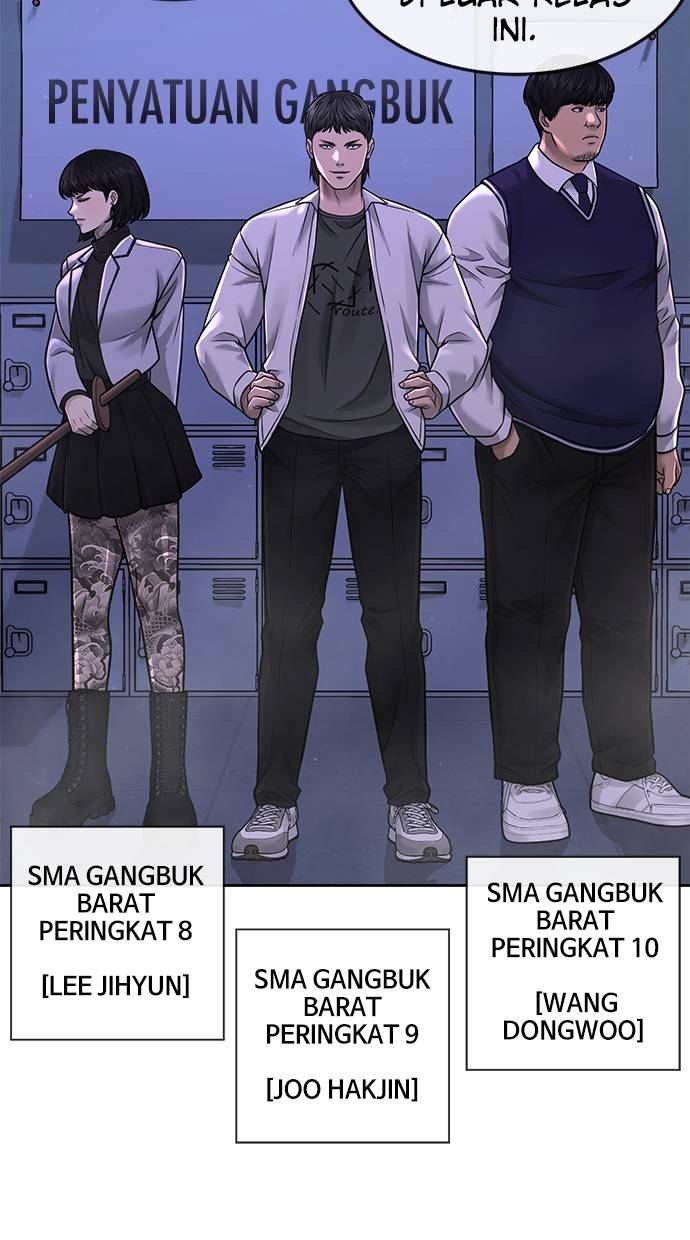 INI.
PENYATUAN GANGBUK
route.
SMA GANGBUK
BARAT
PERINGKAT 8
[LEE JIHYUN]
SMA GANGBUK
BARAT
PERINGKAT 9
[JOO HAKJIN]
SMA GANGBUK
BARAT
PERINGKAT 10
[WANG
DONGWOO]